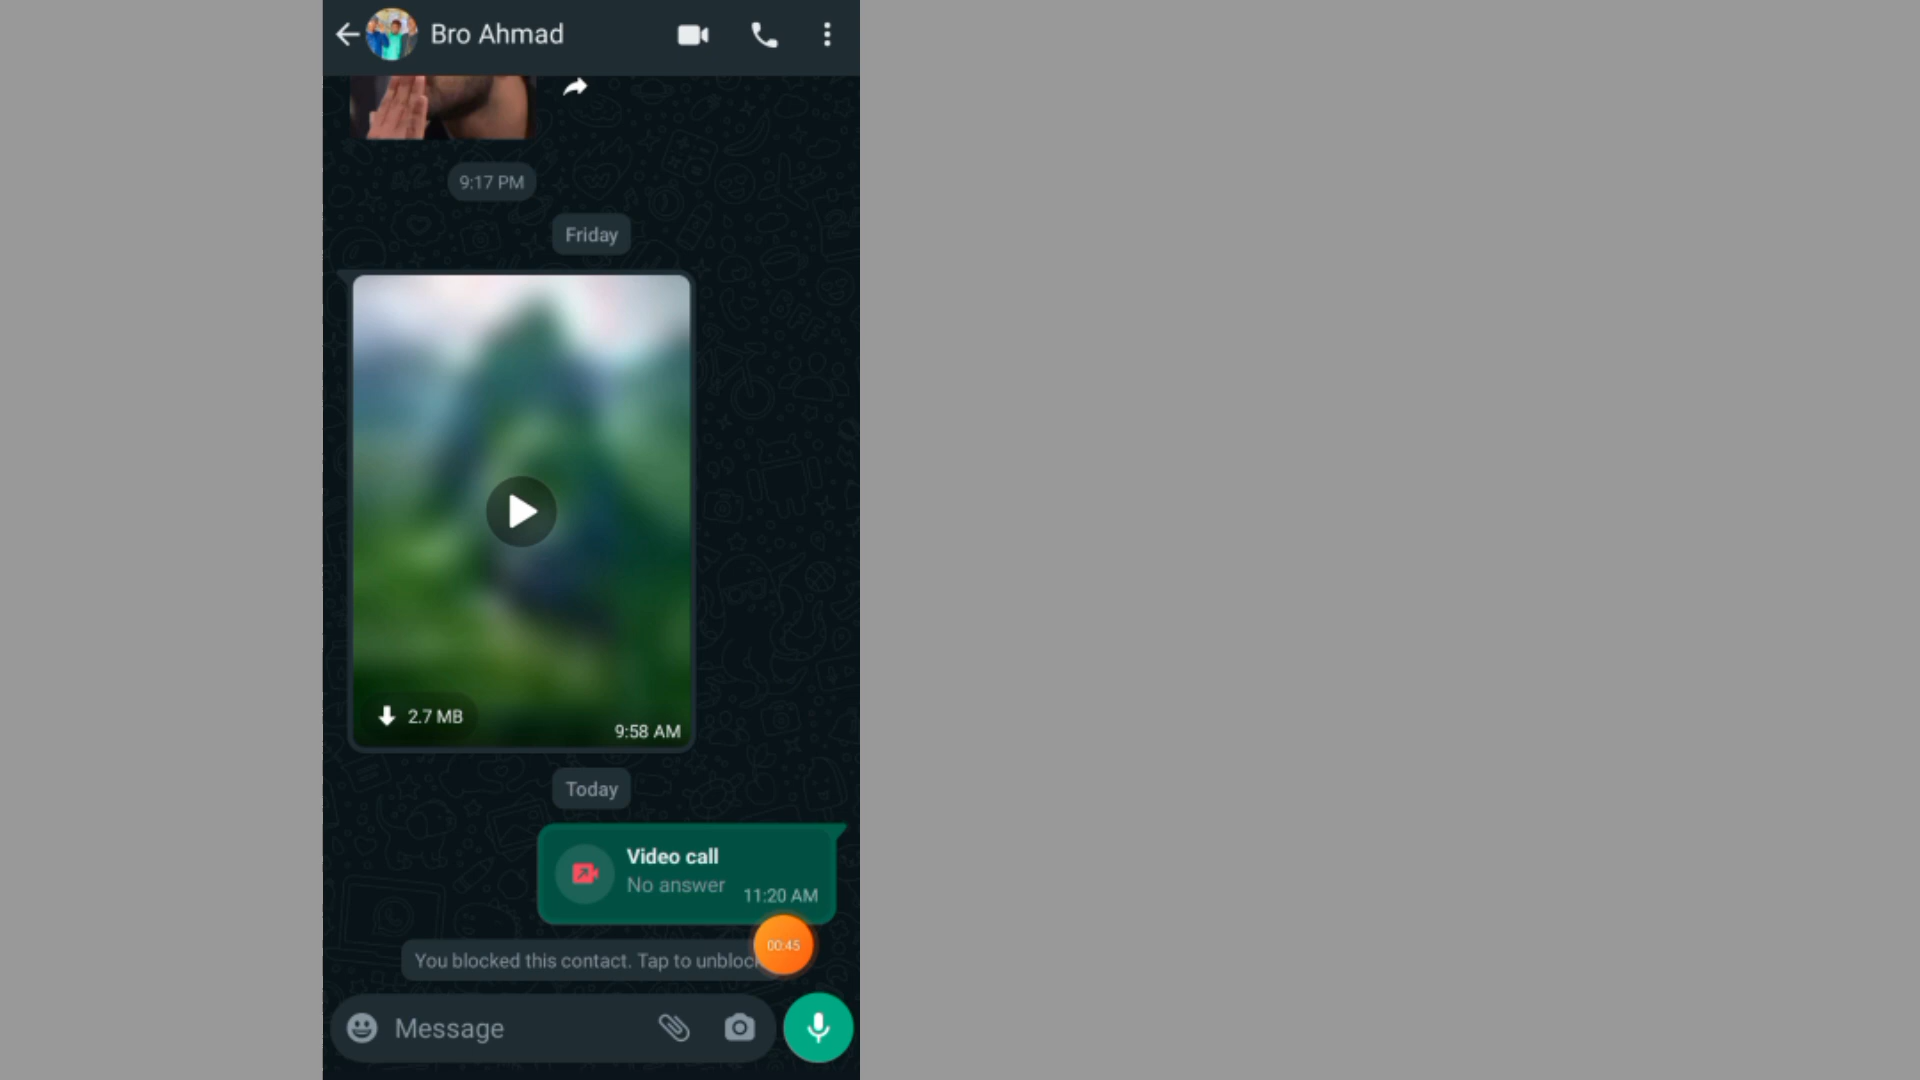 Bro Ahmad
9:17 PM
Friday
2.7 MB
9:58 AM
Today
Video call
No answer
11:20 AM
00:45
You blocked this contact. Tap to unblock
Message